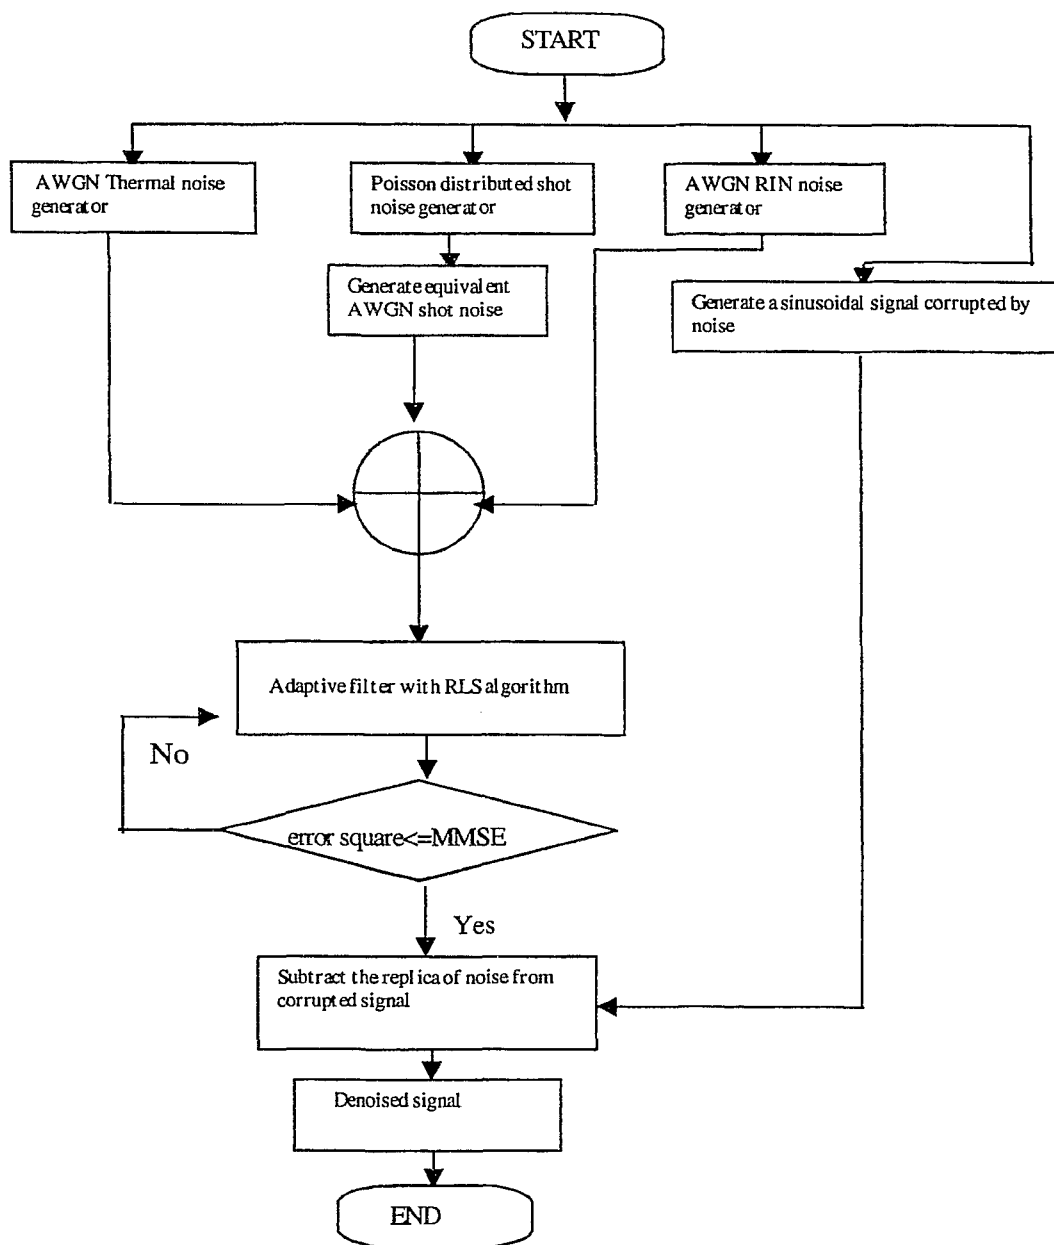 START
AWGN Thermal noise
generator
Poisson distributed shot
noise generator
AWGN RIN noise
generator
Generate equivalent
AWGN shot noise
Generate a sinusoidal signal corrupted by
noise
Adaptive filter with RLS algorithm
No
error square<=MMSE
Yes
Subtract the replica of noise from
corrupted signal
Denoised signal
END